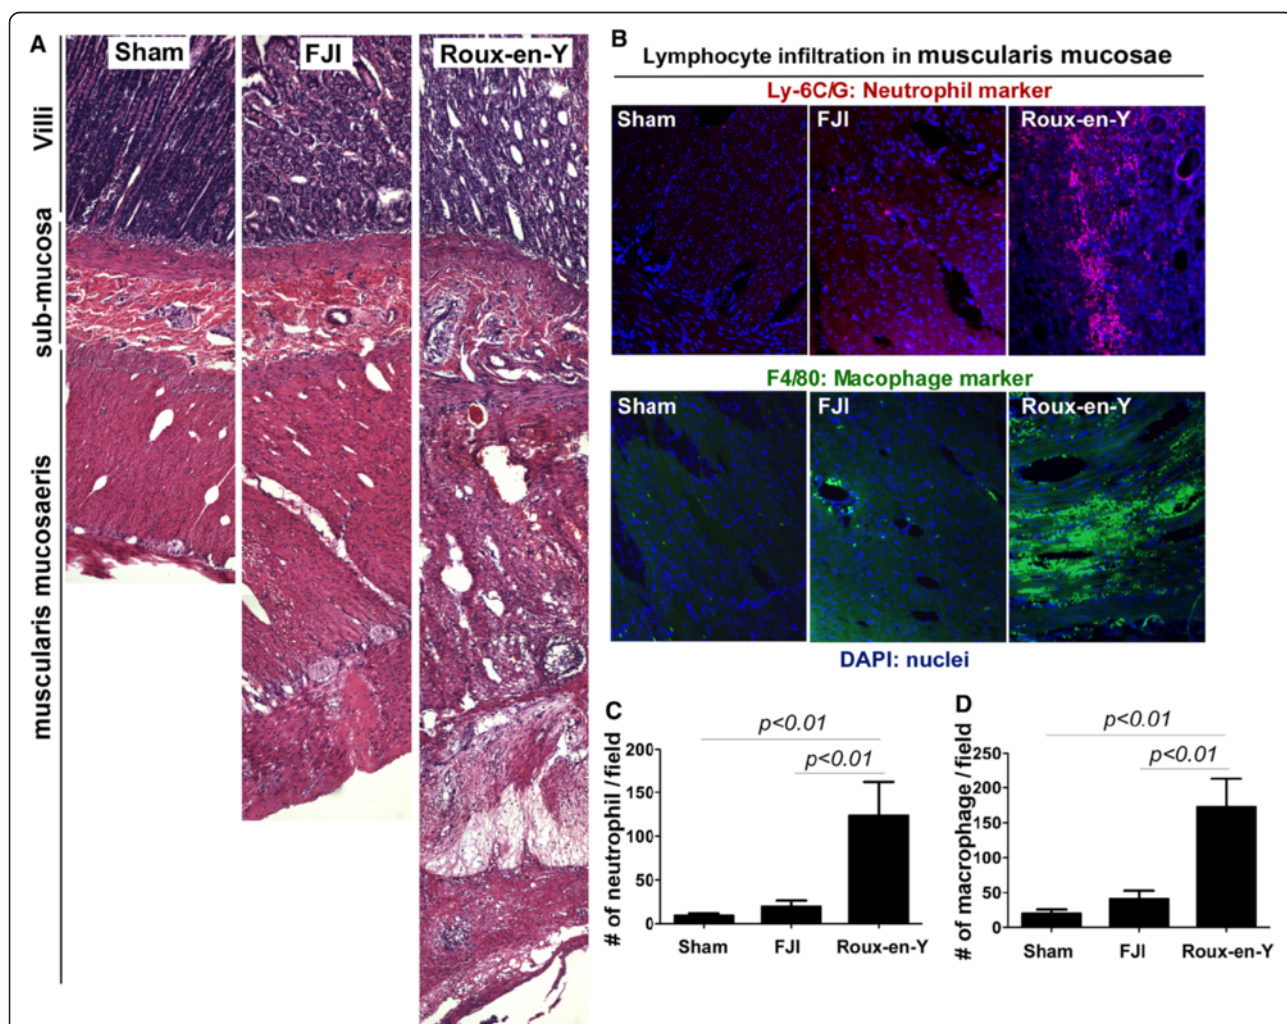 A
Sham
FJI
Roux-en-Y
Villi
sub-mucosa
muscularis mucosaeris
B
Lymphocyte infiltration in muscularis mucosae
Ly-6C/G: Neutrophil marker
Sham
FJI
Roux-en-Y
F4/80: Macophage marker
Sham
FJI
Roux-en-Y
DAPI: nuclei
C
p<0.01
p<0.01
# of neutrophil / field
200
150
100
50
0
Sham
FJI
Roux-en-Y
D
p<0.01
p<0.01
# of macrophage / field
250
200
150
100
50
0
Sham
FJI
Roux-en-Y